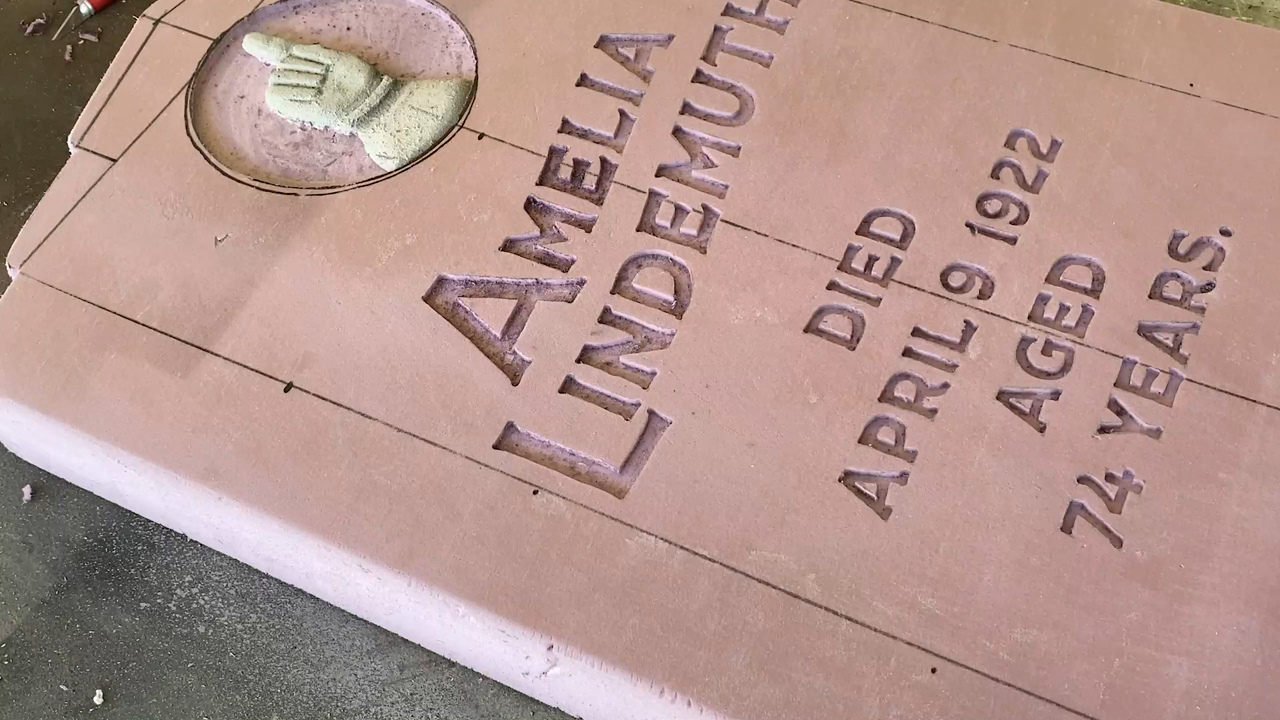 AMELIA
LINDEMUTH
DIED
APRIL 9 1922
AGED
74 YEARS.